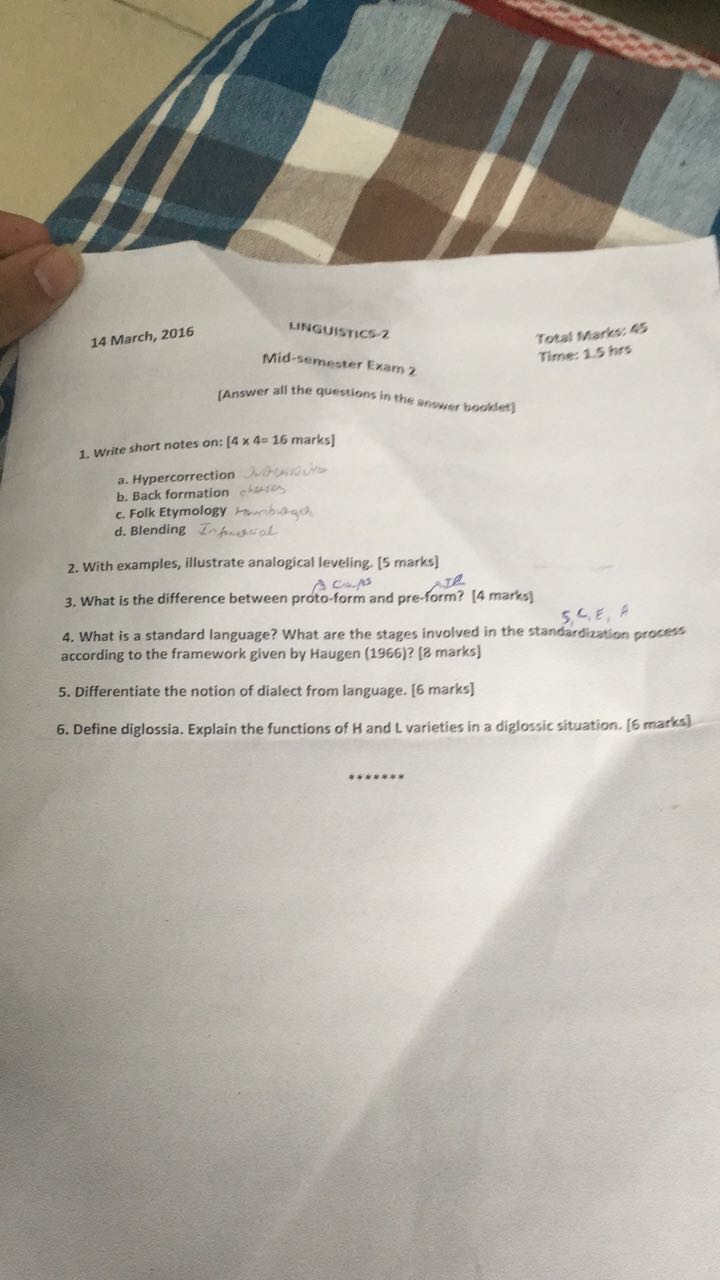 14 March, 2016
LINGUISTICS-2
Total Marks: 45
Time: 1.5 hrs
Mid-semester Exam 2
[Answer all the questions in the answer booklet]
1. Write short notes on: [4 x 4= 16 marks]
a. Hypercorrection
b. Back formation
c. Folk Etymology Hamburger
d. Blending
2. With examples, illustrate analogical leveling. [5 marks]
IR
3. What is the difference between proto-form and pre-form? [4 marks]
S, C, E, A
4. What is a standard language? What are the stages involved in the standardization process
according to the framework given by Haugen (1966)? [8 marks]
5. Differentiate the notion of dialect from language. [6 marks]
6. Define diglossia. Explain the functions of H and L varieties in a diglossic situation. [6 marks]
*******